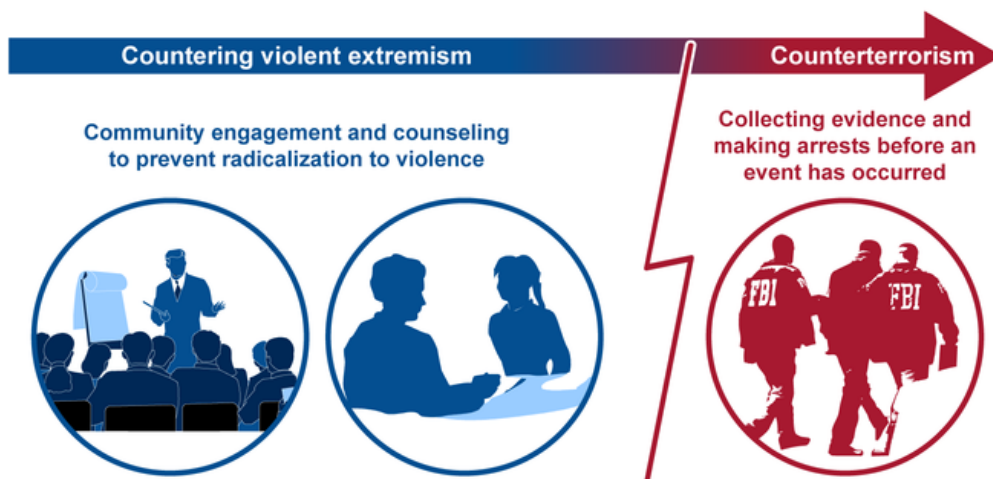 Countering violent extremism
Counterterrorism
Community engagement and counseling
to prevent radicalization to violence
Collecting evidence and
making arrests before an
event has occurred
FBI
FBI